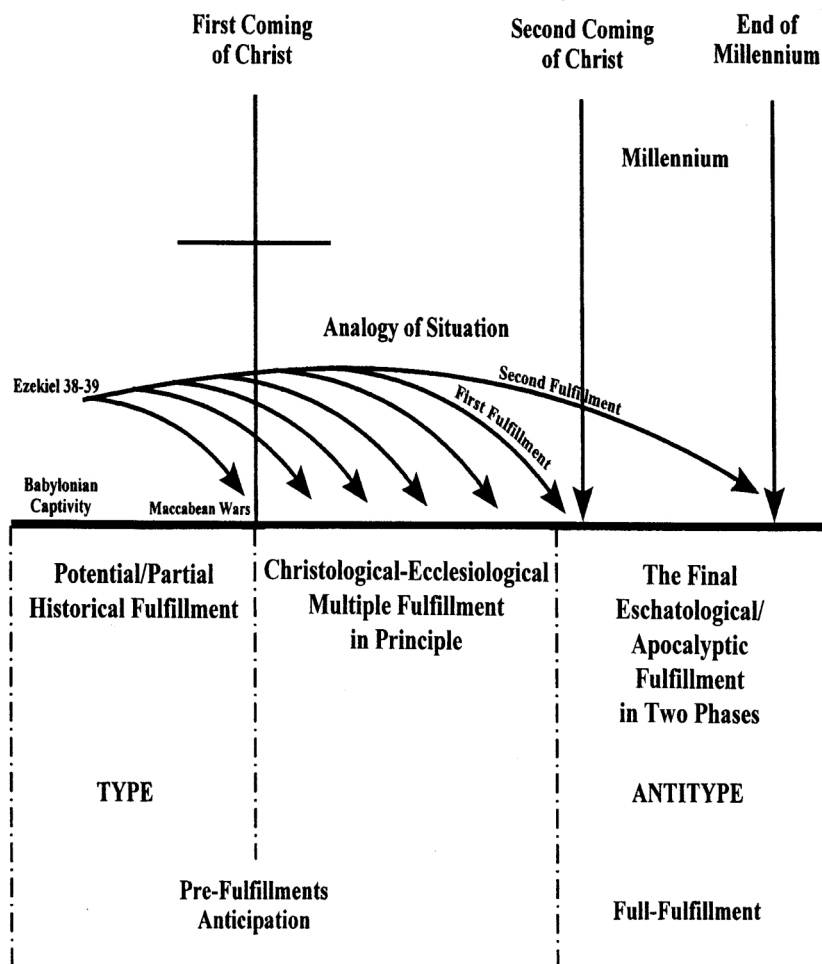 First Coming
of Christ
Second Coming
of Christ
End of
Millennium
Millennium
Analogy of Situation
Ezekiel 38-39
Second Fulfillment
First Fulfillment
Babylonian
Captivity
Maccabean Wars
Potential/Partial
Historical Fulfillment
Christological-Ecclesiological
Multiple Fulfillment
in Principle
The Final
Eschatological/
Apocalyptic
Fulfillment
in Two Phases
TYPE
ANTITYPE
Pre-Fulfillments
Anticipation
Full-Fulfillment